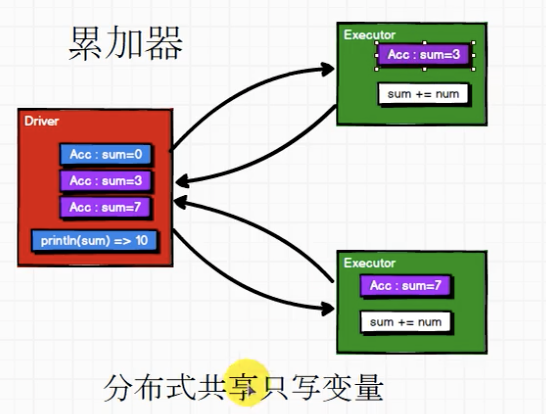 累加器
Executor
Acc : sum=3
sum += num
Driver
Acc : sum=0
Acc : sum=3
Acc : sum=7
println(sum) => 10
Executor
Acc : sum=7
sum += num
分布式共享只写变量